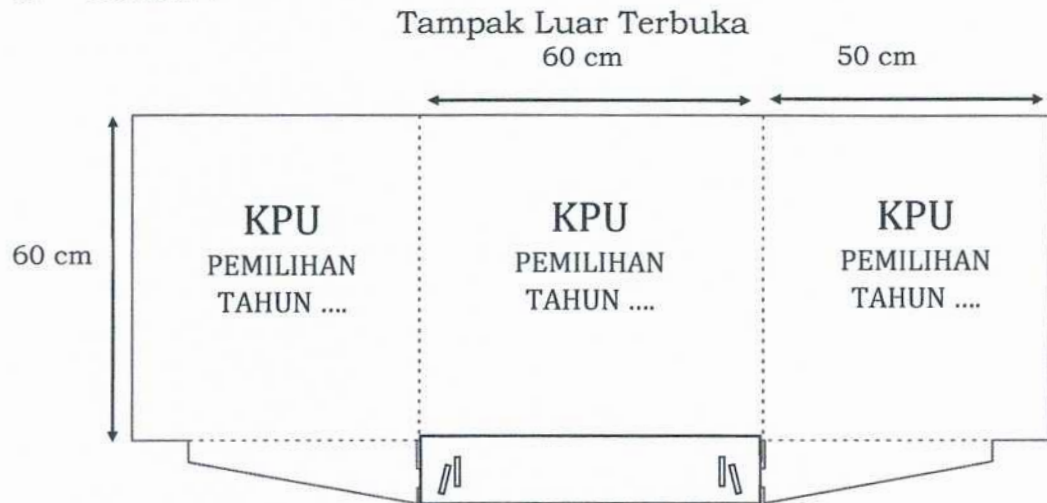 Tampak Luar Terbuka
60 cm
50 cm
60 cm
KPU
PEMILIHAN
TAHUN ....
KPU
PEMILIHAN
TAHUN ....
KPU
PEMILIHAN
TAHUN ....